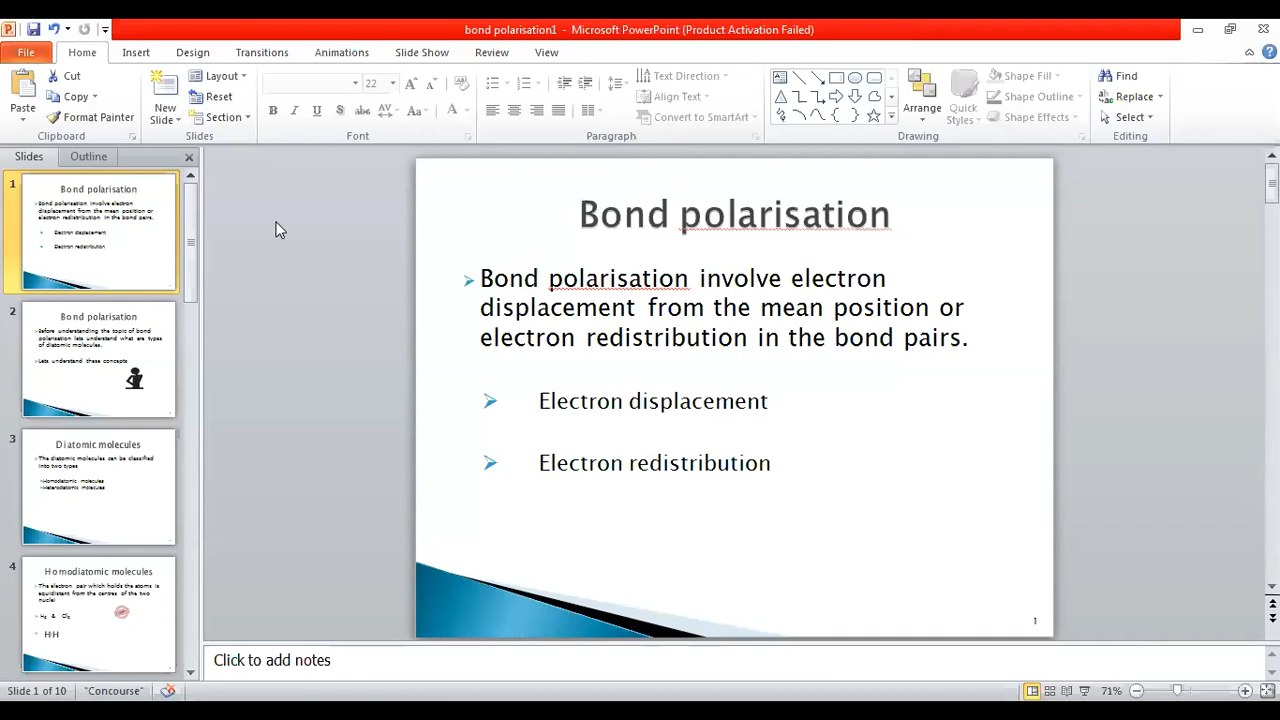 bond polarisation1 - Microsoft PowerPoint (Product Activation Failed)
File Home Insert Design Transitions Animations Slide Show Review View
Paste
Cut
Copy
Format Painter
Clipboard
New
Slide
Layout
Reset
Section
Slides
22
Font
Text Direction
Align Text
Convert to SmartArt
Paragraph
Arrange
Quick
Styles
Shape Fill
Shape Outline
Shape Effects
Drawing
Find
Replace
Select
Editing
Slides Outline
1
Bond polarisation
Bond polarisation involve electron
displacement from the mean position or
electron redistribution in the bond pairs.
Electron displacement
Electron redistribution
2
Bond polarisation
Before understanding the topic of bond
polarisation lets understand what are types
of diatomic molecules.
Lets understand these concepts
3
Diatomic molecules
The diatomic molecules can be classified
into two types
Homodiatomic molecules
Heterodiatomic molecules
4
Homodiatomic molecules
The electron pair which holds the atoms is
equidistant from the centres of the two
nuclei
H₂ & Cl₂
H:H
Bond polarisation
Bond polarisation involve electron
displacement from the mean position or
electron redistribution in the bond pairs.
Electron displacement
Electron redistribution
1
Click to add notes
Slide 1 of 10 "Concourse" 71%